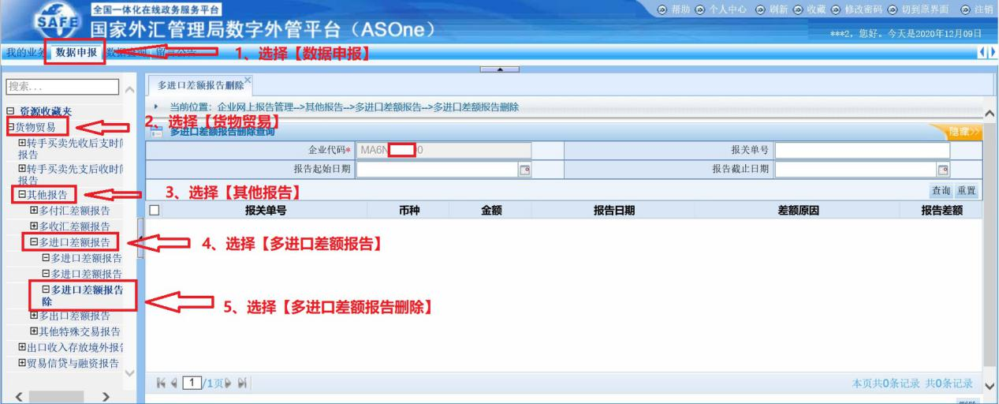 全国一体化在线政务服务平台
SAFE
国家外汇管理局数字外管平台（ASOne）
帮助 个人中心 刷新 收藏 修改密码 切到原界面 注销
***2，您好。今天是2020年12月09日
我的业务 数据申报 数据查询 留言公告
1、选择【数据申报】
搜索...
资源收藏夹
货物贸易
转手买卖先收后支时间
报告
转手买卖先支后收时间
报告
其他报告
多付汇差额报告
多收汇差额报告
多进口差额报告
多进口差额报告
多进口差额报告
多进口差额报告
除
多出口差额报告
其他特殊交易报告
出口收入存放境外报告
贸易信贷与融资报告
多进口差额报告删除
当前位置：企业网上报告管理-->其他报告-->多进口差额报告-->多进口差额报告删除
2、选择【货物贸易】
多进口差额报告删除查询
隐藏>>
企业代码* MA6N 00 报关单号
报告起始日期 报告截止日期
3、选择【其他报告】
查询 重置
报关单号 币种 金额 报告日期 差额原因 报告差额
4、选择【多进口差额报告】
5、选择【多进口差额报告删除】
1 /1页
本页共0条记录 共0条记录